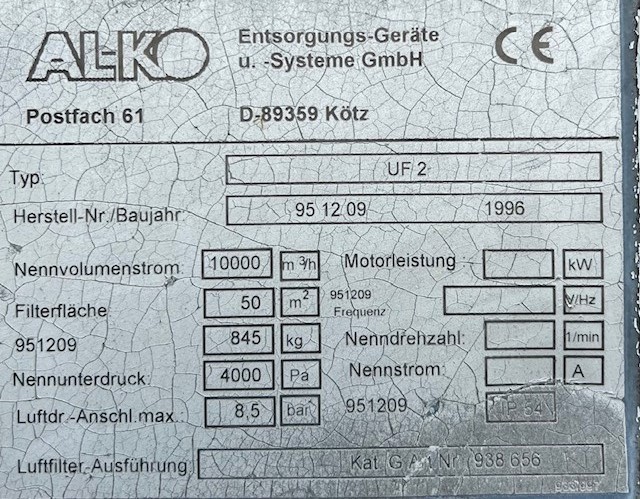 AL-KO Entsorgungs-Geräte CE
u. -Systeme GmbH
Postfach 61 D-89359 Kötz
Typ: UF 2
Herstell-Nr./Baujahr: 95 12 09 1996
Nennvolumenstrom: 10000 m³/h Motorleistung kW
Filterfläche 50 m² 951209 Frequenz V/Hz
951209 845 kg Nenndrehzahl: 1/min
Nennunterdruck: 4000 Pa Nennstrom: A
Luftdr.-Anschl.max.: 8,5 bar 951209 IP 54
Luftfilter-Ausführung Kat G Art Nr (938 656